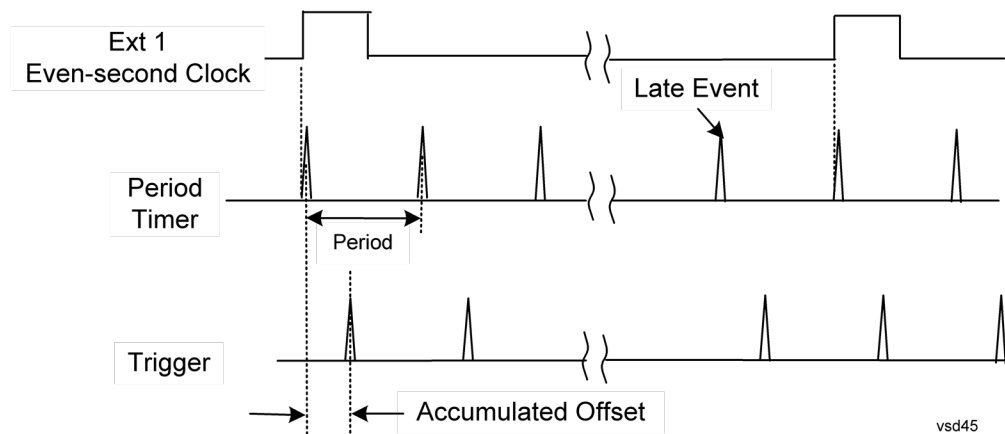 Ext 1
Even-second Clock
Late Event
Period
Timer
Period
Trigger
Accumulated Offset
vsd45